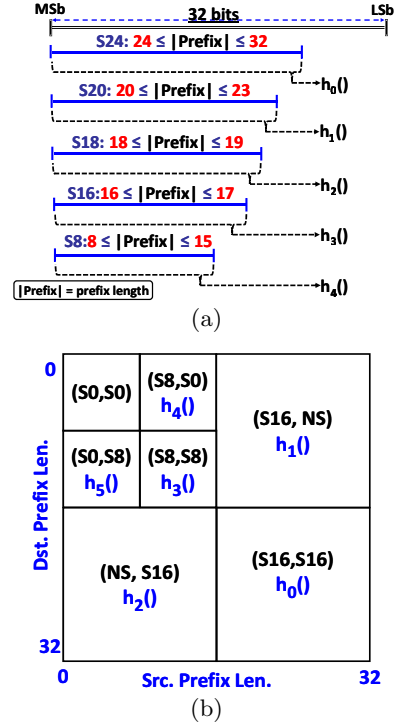 MSb 32 bits LSb
S24: 24 ≤ |Prefix| ≤ 32
h0()
S20: 20 ≤ |Prefix| ≤ 23
h1()
S18: 18 ≤ |Prefix| ≤ 19
h2()
S16:16 ≤ |Prefix| ≤ 17
h3()
S8:8 ≤ |Prefix| ≤ 15
h4()
|Prefix| = prefix length
(a)
0
(S0,S0)
(S8,S0)
h4()
(S16, NS)
h1()
(S0,S8)
h5()
(S8,S8)
h3()
Dst. Prefix Len.
(NS, S16)
h2()
(S16,S16)
h0()
32
0
Src. Prefix Len.
32
(b)